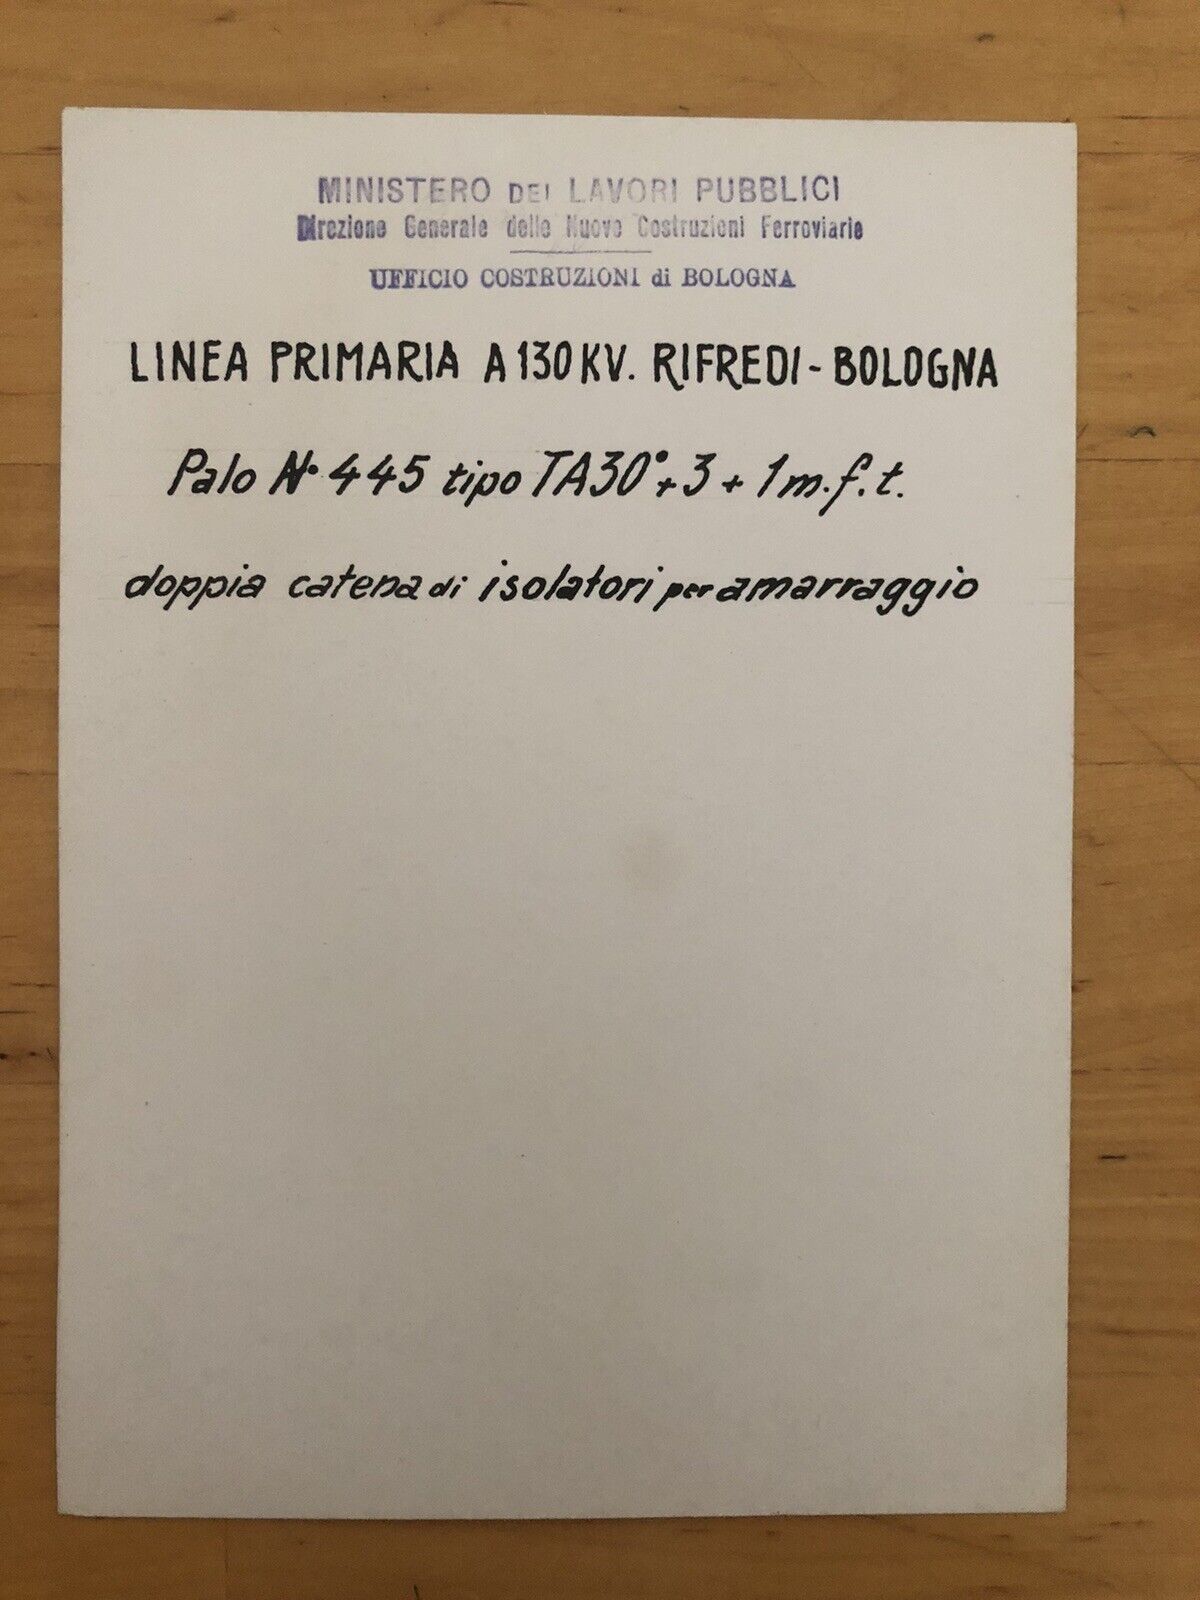 MINISTERO DEI LAVORI PUBBLICI
Direzione Generale delle Nuove Costruzioni Ferroviarie
UFFICIO COSTRUZIONI di BOLOGNA
LINEA PRIMARIA A 130 KV. RIFREDI - BOLOGNA
Palo N° 445 tipo TA30° + 3 + 1 m.f.t.
doppia catena di isolatori per amarraggio